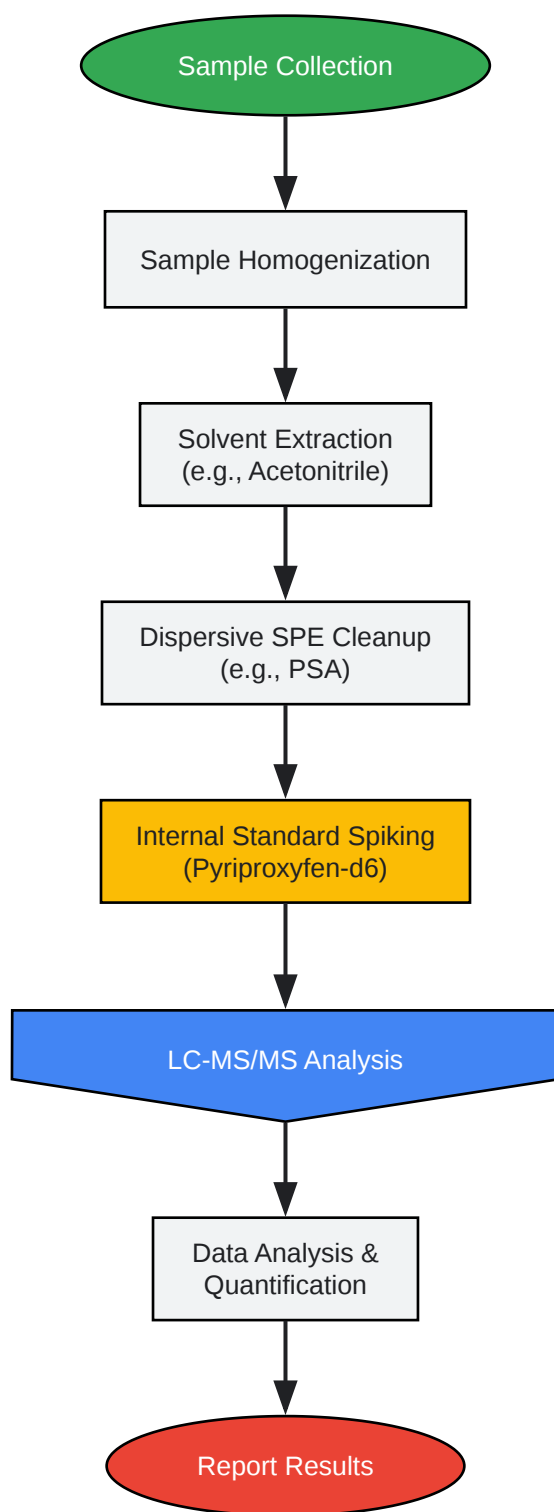 Sample Collection
Sample Homogenization
Solvent Extraction
(e.g., Acetonitrile)
Dispersive SPE Cleanup
(e.g., PSA)
Internal Standard Spiking
(Pyriproxyfen-d6)
LC-MS/MS Analysis
Data Analysis &
Quantification
Report Results